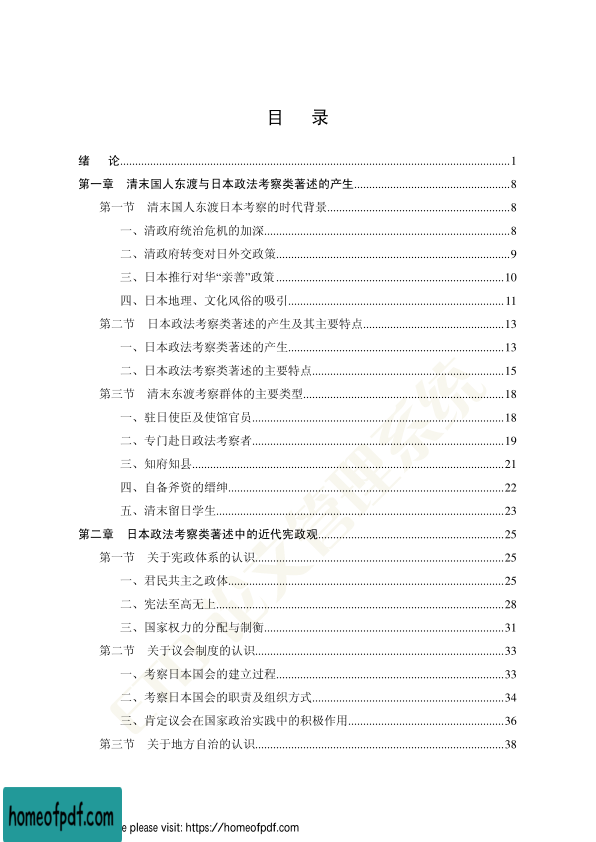 目 录
绪 论........1
第一章 清末国人东渡与日本政法考察类著述的产生........8
第一节 清末国人东渡日本考察的时代背景........8
一、清政府统治危机的加深........8
二、清政府转变对日外交政策........9
三、日本推行对华“亲善”政策........10
四、日本地理、文化风俗的吸引........11
第二节 日本政法考察类著述的产生及其主要特点........13
一、日本政法考察类著述的产生........13
二、日本政法考察类著述的主要特点........15
第三节 清末东渡考察群体的主要类型........18
一、驻日使臣及使馆官员........18
二、专门赴日政法考察者........19
三、知府知县........21
四、自备斧资的缙绅........22
五、清末留日学生........23
第二章 日本政法考察类著述中的近代宪政观........25
第一节 关于宪政体系的认识........25
一、君民共主之政体........25
二、宪法至高无上........28
三、国家权力的分配与制衡........31
第二节 关于议会制度的认识........33
一、考察日本国会的建立过程........33
二、考察日本国会的职责及组织方式........34
三、肯定议会在国家政治实践中的积极作用........36
第三节 关于地方自治的认识........38
homeofpdf.com
e please visit: https://homeofpdf.com